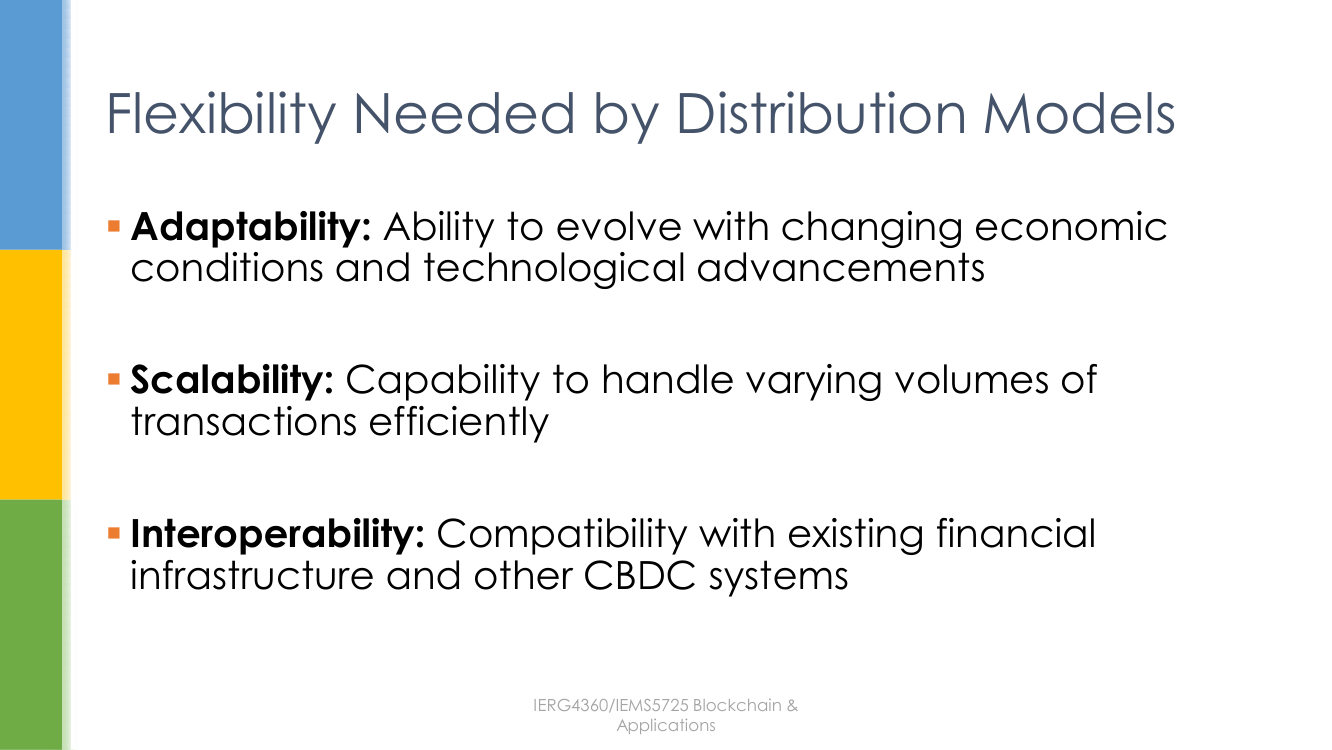 Flexibility Needed by Distribution Models
▪ Adaptability: Ability to evolve with changing economic
conditions and technological advancements
▪ Scalability: Capability to handle varying volumes of
transactions efficiently
▪ Interoperability: Compatibility with existing financial
infrastructure and other CBDC systems
IERG4360/IEMS5725 Blockchain &
Applications